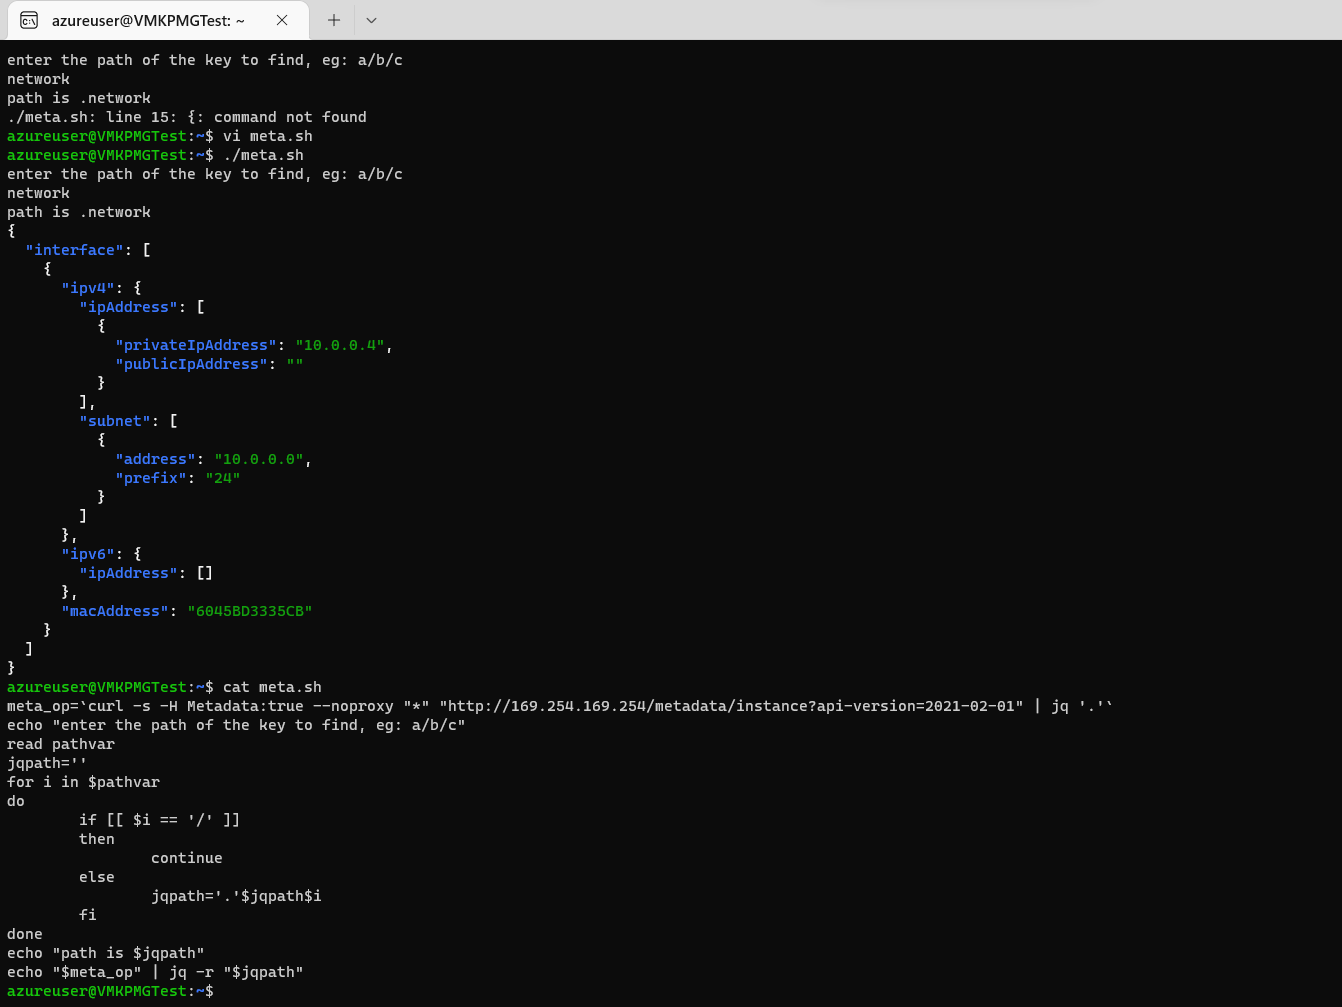 azureuser@VMKPMGTest: ~
enter the path of the key to find, eg: a/b/c
network
path is .network
./meta.sh: line 15: {: command not found
azureuser@VMKPMGTest:~$ vi meta.sh
azureuser@VMKPMGTest:~$ ./meta.sh
enter the path of the key to find, eg: a/b/c
network
path is .network
{
  "interface": [
    {
      "ipv4": {
        "ipAddress": [
          {
            "privateIpAddress": "10.0.0.4",
            "publicIpAddress": ""
          }
        ],
        "subnet": [
          {
            "address": "10.0.0.0",
            "prefix": "24"
          }
        ]
      },
      "ipv6": {
        "ipAddress": []
      },
      "macAddress": "6045BD3335CB"
    }
  ]
}
azureuser@VMKPMGTest:~$ cat meta.sh
meta_op=`curl -s -H Metadata:true --noproxy "*" "http://169.254.169.254/metadata/instance?api-version=2021-02-01" | jq '.'`
echo "enter the path of the key to find, eg: a/b/c"
read pathvar
jqpath=''
for i in $pathvar
do
        if [[ $i == '/' ]]
        then
                continue
        else
                jqpath='.'$jqpath$i
        fi
done
echo "path is $jqpath"
echo "$meta_op" | jq -r "$jqpath"
azureuser@VMKPMGTest:~$